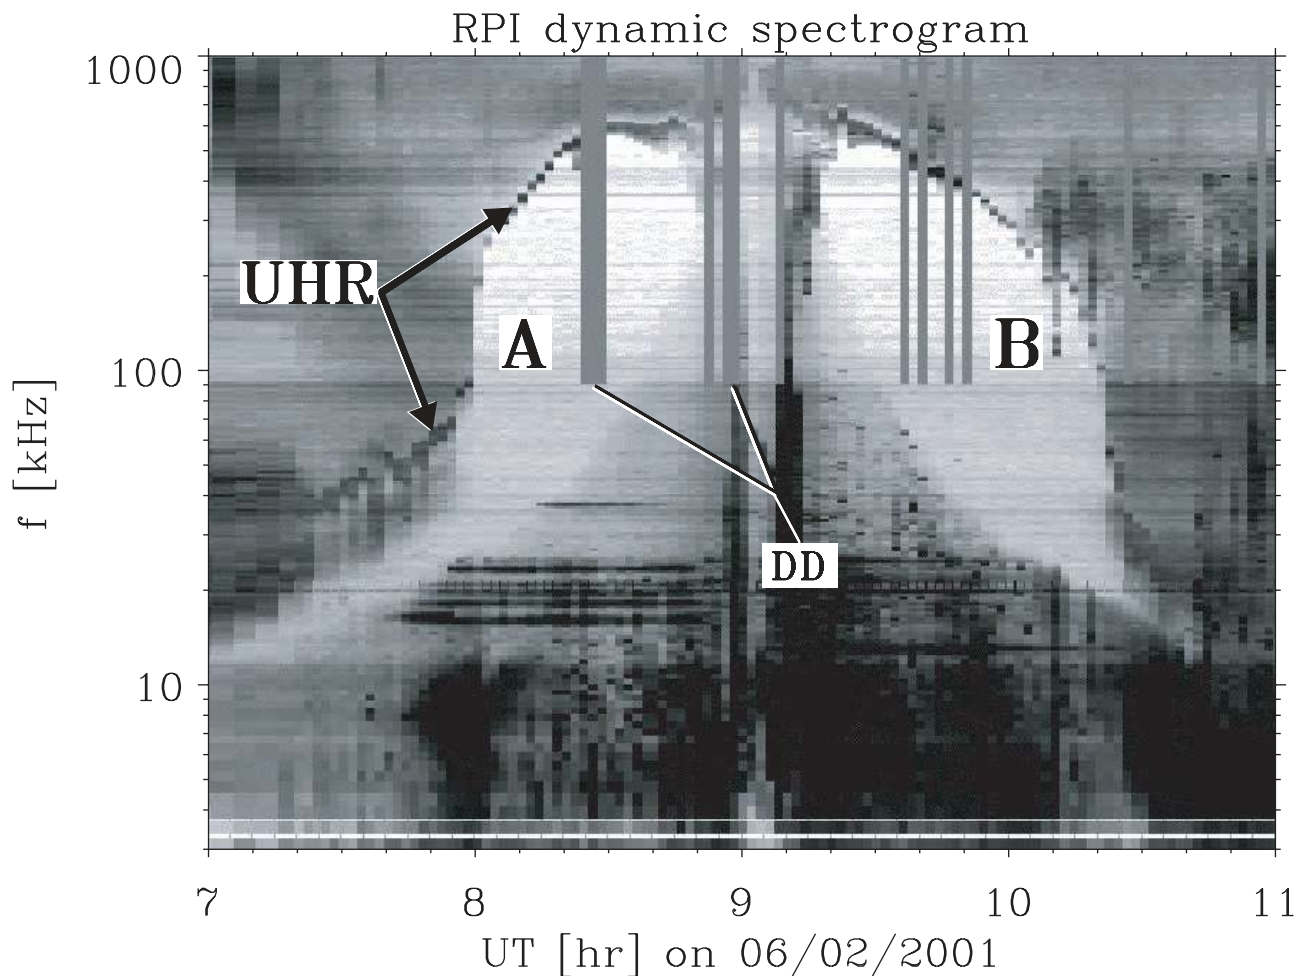 RPI dynamic spectrogram
1000
UHR
A
B
100
f [kHz]
DD
10
7 8 9 10 11
UT [hr] on 06/02/2001